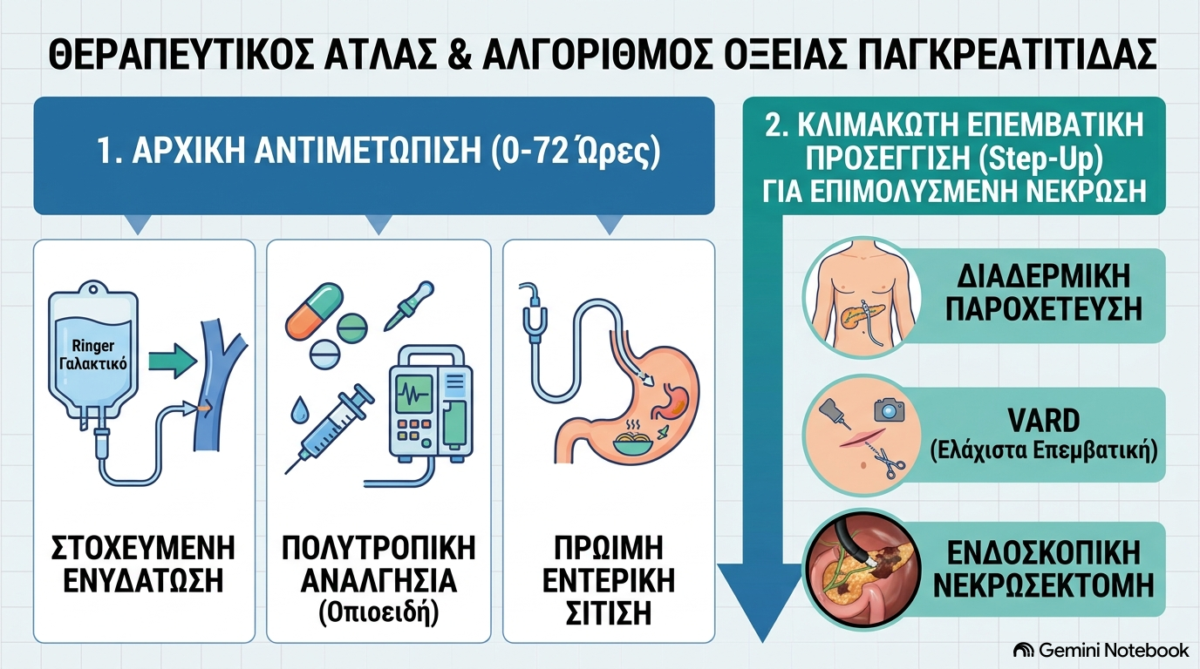 ΘΕΡΑΠΕΥΤΙΚΟΣ ΑΤΛΑΣ & ΑΛΓΟΡΙΘΜΟΣ ΟΞΕΙΑΣ ΠΑΓΚΡΕΑΤΙΤΙΔΑΣ
1. ΑΡΧΙΚΗ ΑΝΤΙΜΕΤΩΠΙΣΗ (0-72 Ώρες)
Ringer
Γαλακτικό
ΣΤΟΧΕΥΜΕΝΗ
ΕΝΥΔΑΤΩΣΗ
ΠΟΛΥΤΡΟΠΙΚΗ
ΑΝΑΛΓΗΣΙΑ
(Οπιοειδή)
ΠΡΩΙΜΗ
ΕΝΤΕΡΙΚΗ
ΣΙΤΙΣΗ
2. ΚΛΙΜΑΚΩΤΗ ΕΠΕΜΒΑΤΙΚΗ
ΠΡΟΣΕΓΓΙΣΗ (Step-Up)
ΓΙΑ ΕΠΙΜΟΛΥΣΜΕΝΗ ΝΕΚΡΩΣΗ
ΔΙΑΔΕΡΜΙΚΗ
ΠΑΡΟΧΕΤΕΥΣΗ
VARD
(Ελάχιστα Επεμβατική)
ΕΝΔΟΣΚΟΠΙΚΗ
ΝΕΚΡΩΣΕΚΤΟΜΗ
Gemini Notebook